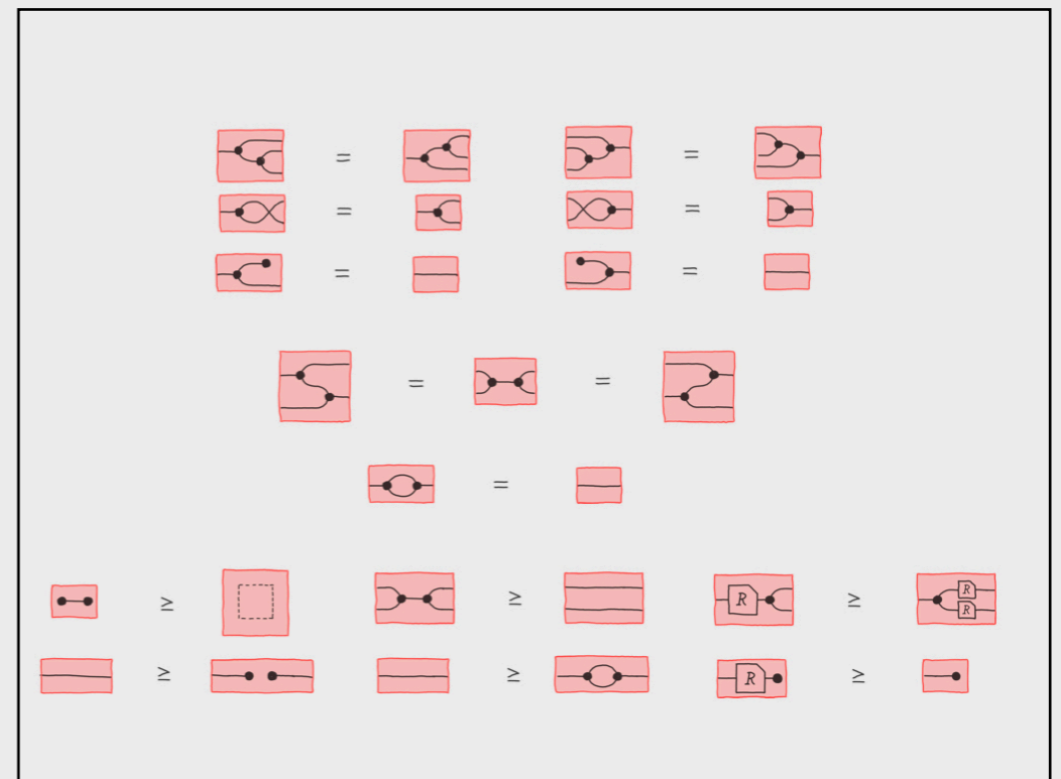 = =
= =
= =
= =
=
≥ ≥ R ≥ R
R
≥ ≥ R ≥